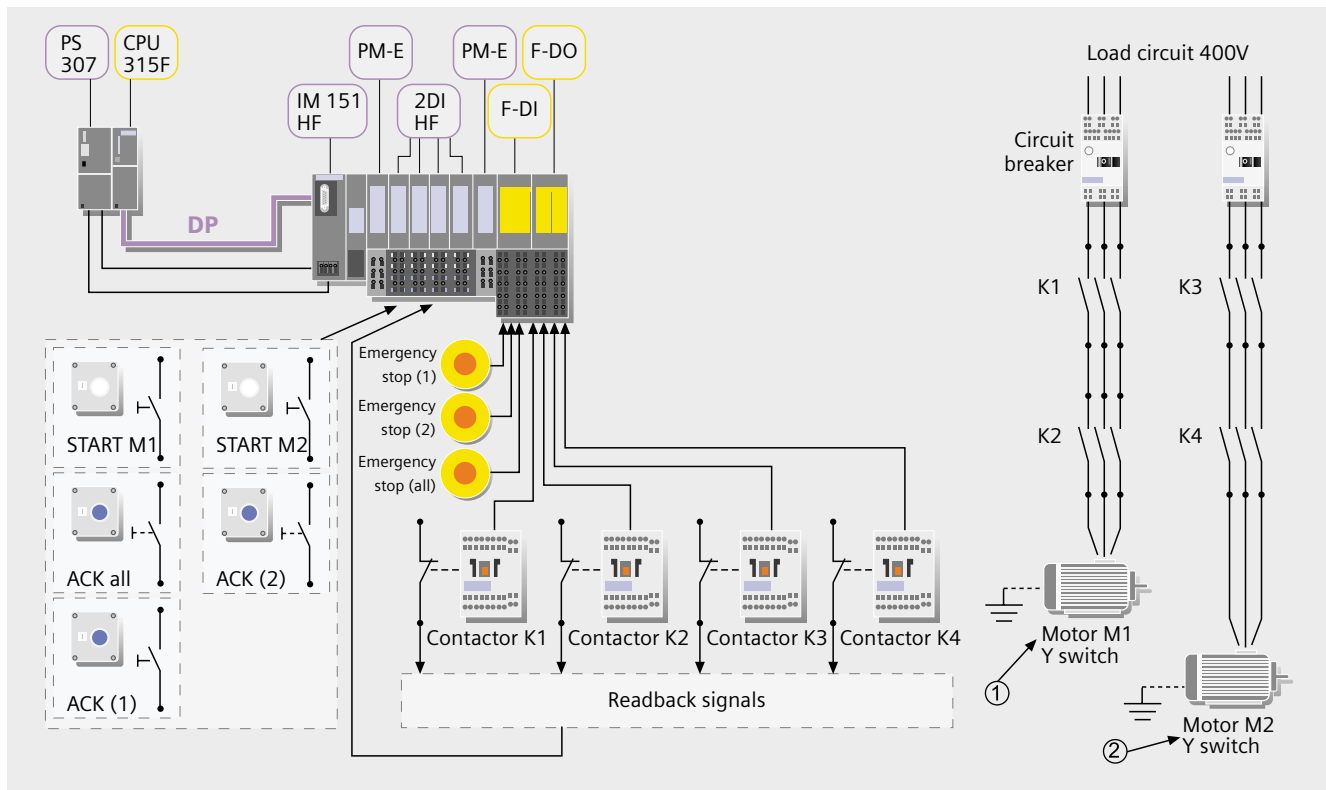 PS
307
CPU
315F
PM-E
PM-E
F-DO
IM 151
HF
2DI
HF
F-DI
DP
Load circuit 400V
Circuit
breaker
K1
K3
K2
K4
START M1
START M2
ACK all
ACK (2)
ACK (1)
Emergency
stop (1)
Emergency
stop (2)
Emergency
stop (all)
Contactor K1
Contactor K2
Contactor K3
Contactor K4
Readback signals
Motor M1
Y switch
①
Motor M2
Y switch
②